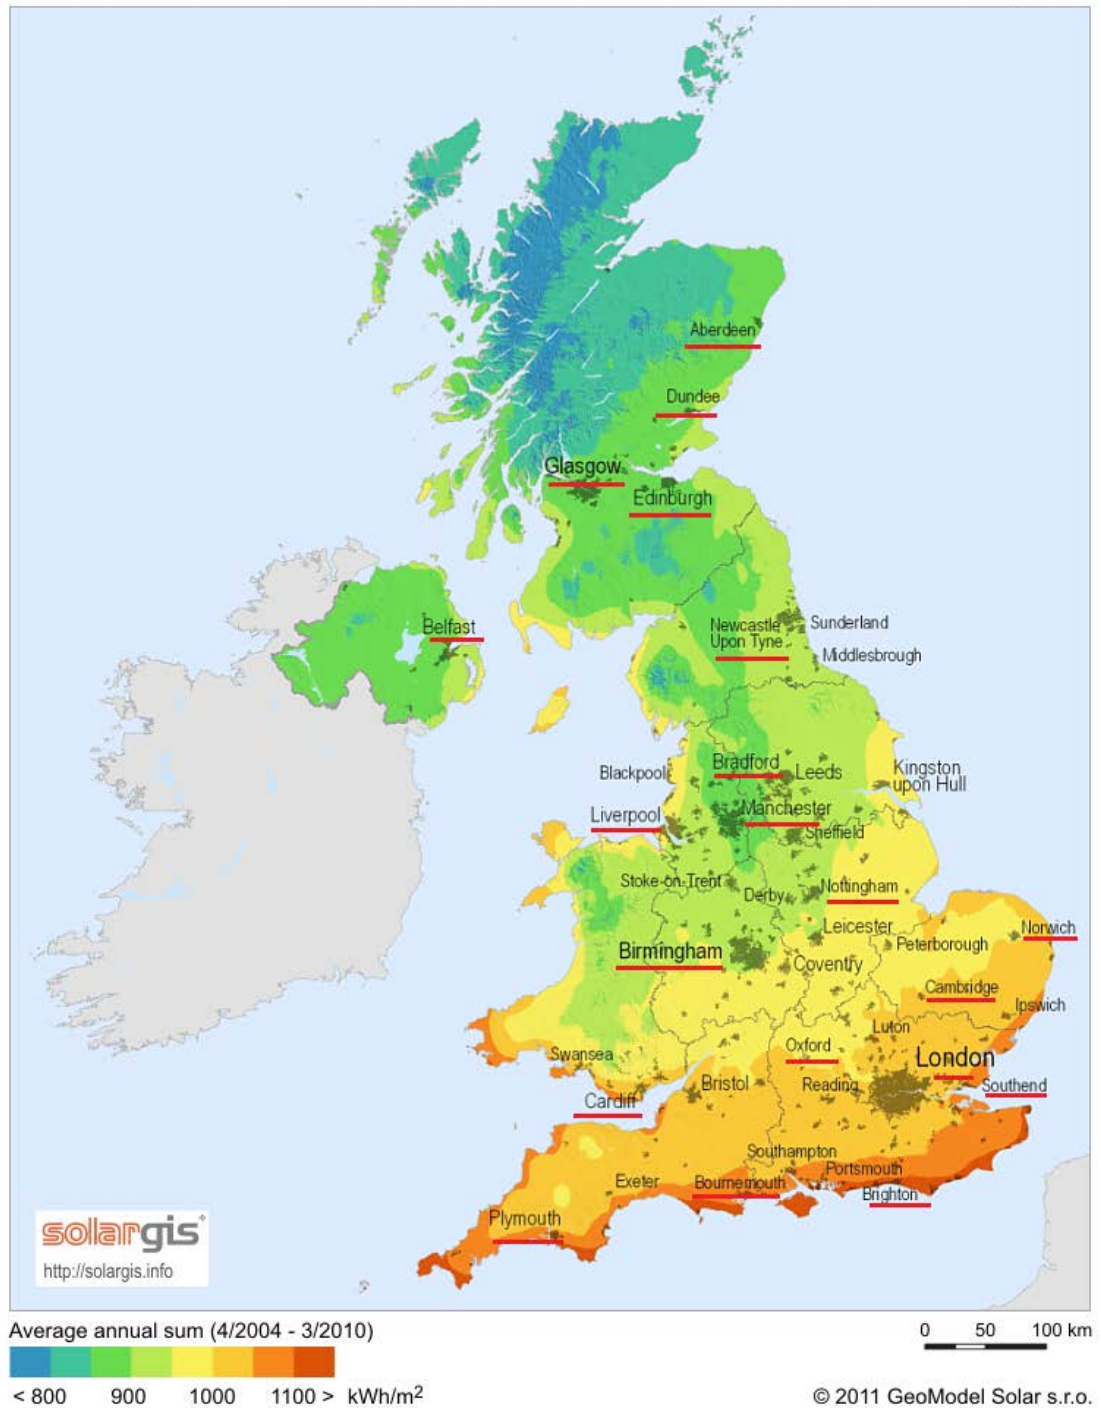 Aberdeen
Dundee
Glasgow
Edinburgh
Belfast
Newcastle
Upon Tyne
Sunderland
Middlesbrough
Blackpool
Bradford
Leeds
Kingston
upon Hull
Liverpool
Manchester
Sheffield
Stoke-on-Trent
Derby
Nottingham
Leicester
Peterborough
Norwich
Birmingham
Coventry
Cambridge
Ipswich
Luton
Swansea
Oxford
London
Bristol
Reading
Southend
Cardiff
Southampton
Portsmouth
Exeter
Bournemouth
Brighton
Plymouth
solargis
http://solargis.info
Average annual sum (4/2004 - 3/2010)
0 50 100 km
< 800 900 1000 1100 > kWh/m2
© 2011 GeoModel Solar s.r.o.